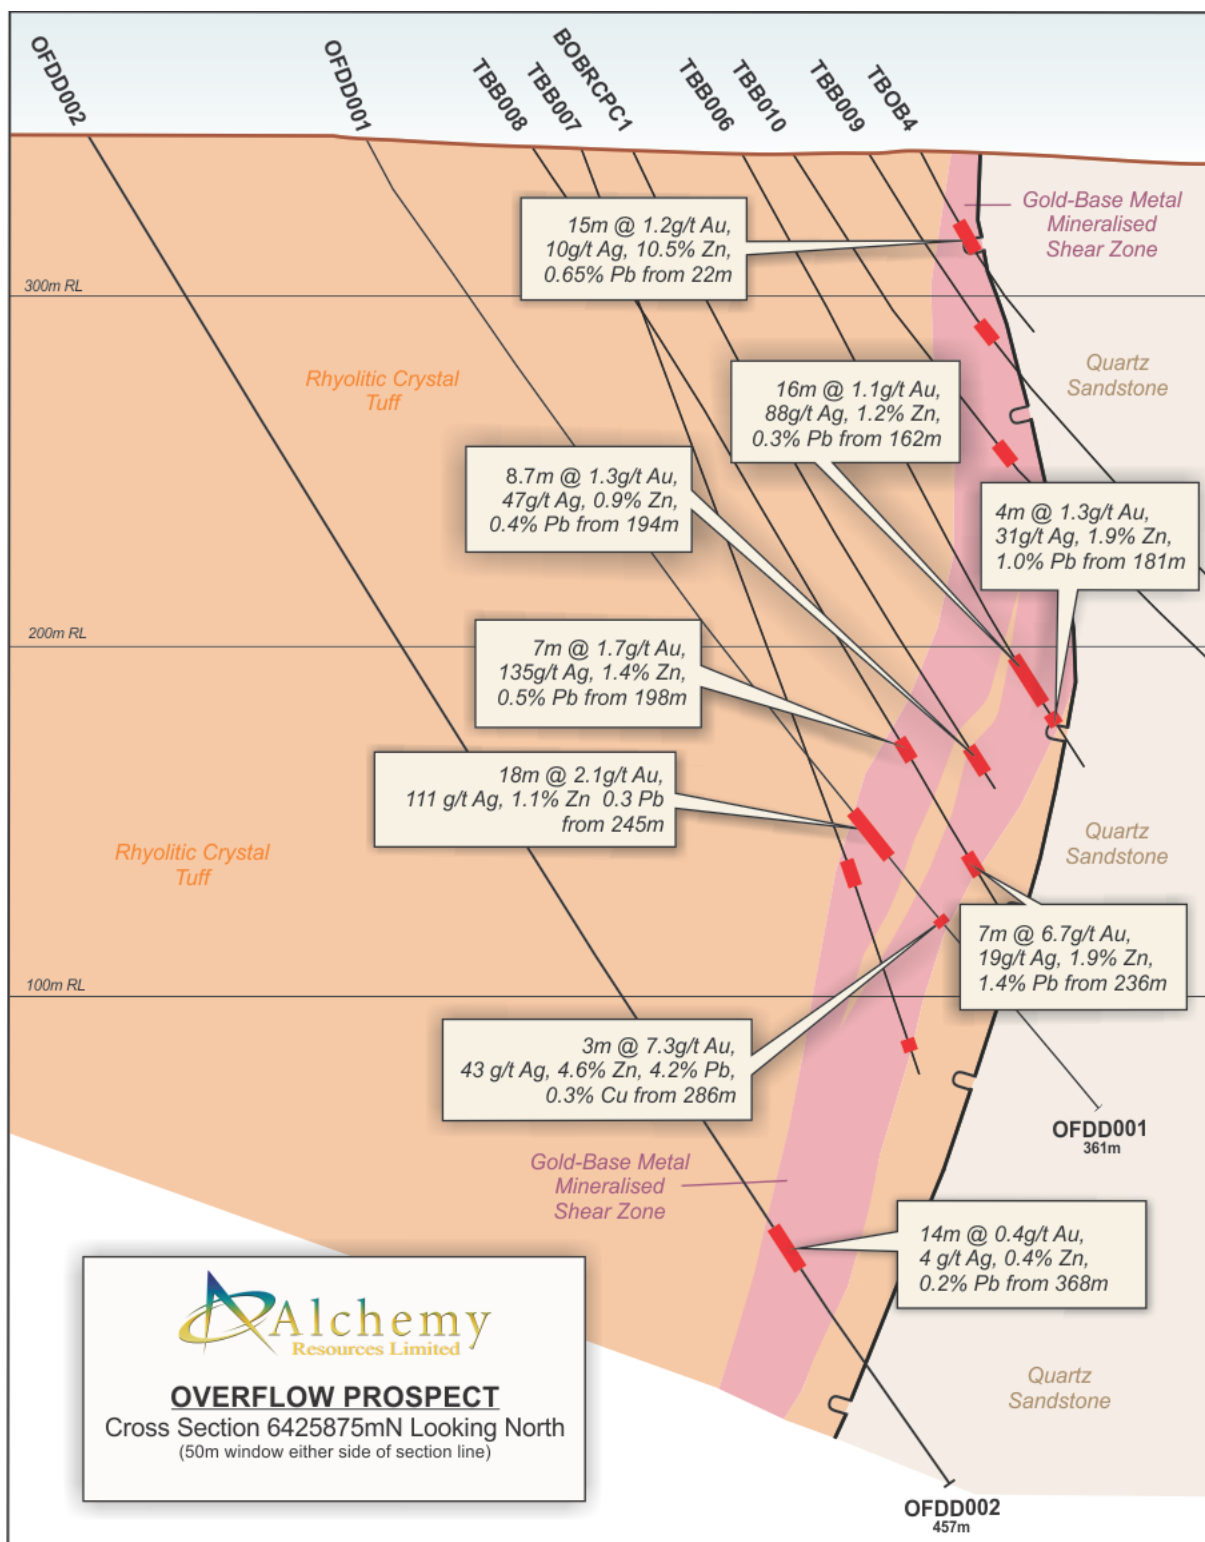 OFDD002
OFDD001
TBB008
TBB007
BOBRCPC1
TBB006
TBB010
TBB009
TBOB4
15m @ 1.2g/t Au,
10g/t Ag, 10.5% Zn,
0.65% Pb from 22m
Gold-Base Metal
Mineralised
Shear Zone
300m RL
Rhyolitic Crystal
Tuff
Quartz
Sandstone
16m @ 1.1g/t Au,
88g/t Ag, 1.2% Zn,
0.3% Pb from 162m
8.7m @ 1.3g/t Au,
47g/t Ag, 0.9% Zn,
0.4% Pb from 194m
4m @ 1.3g/t Au,
31g/t Ag, 1.9% Zn,
1.0% Pb from 181m
200m RL
7m @ 1.7g/t Au,
135g/t Ag, 1.4% Zn,
0.5% Pb from 198m
18m @ 2.1g/t Au,
111 g/t Ag, 1.1% Zn 0.3 Pb
from 245m
Rhyolitic Crystal
Tuff
Quartz
Sandstone
7m @ 6.7g/t Au,
19g/t Ag, 1.9% Zn,
1.4% Pb from 236m
100m RL
3m @ 7.3g/t Au,
43 g/t Ag, 4.6% Zn, 4.2% Pb,
0.3% Cu from 286m
OFDD001
361m
Gold-Base Metal
Mineralised
Shear Zone
14m @ 0.4g/t Au,
4 g/t Ag, 0.4% Zn,
0.2% Pb from 368m
Alchemy
Resources Limited
OVERFLOW PROSPECT
Cross Section 6425875mN Looking North
(50m window either side of section line)
Quartz
Sandstone
OFDD002
457m